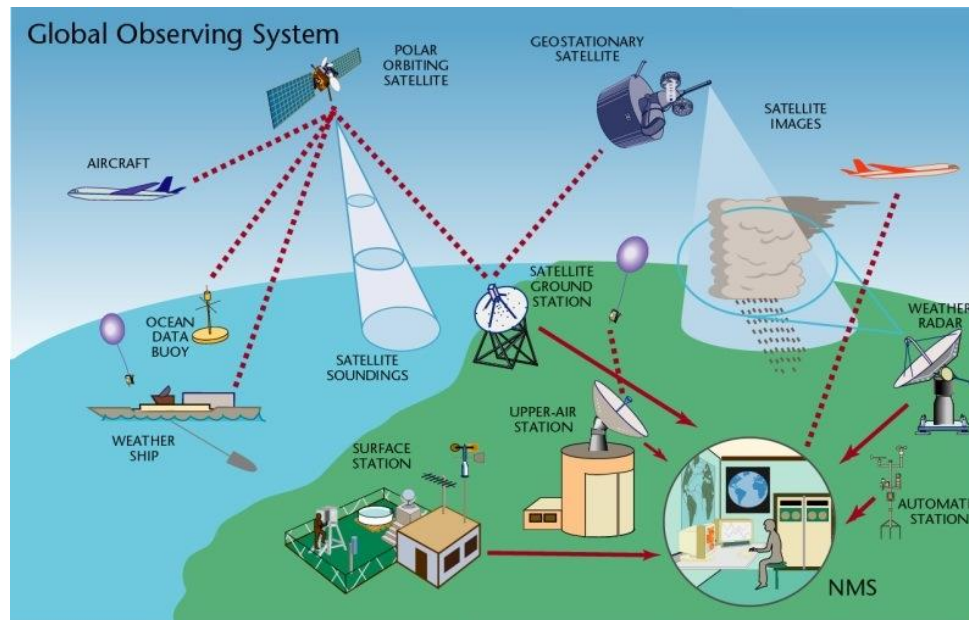 Global Observing System
POLAR
ORBITING
SATELLITE
GEOSTATIONARY
SATELLITE
SATELLITE
IMAGES
AIRCRAFT
SATELLITE
GROUND
STATION
OCEAN
DATA
BUOY
SATELLITE
SOUNDINGS
WEATHER
RADAR
WEATHER
SHIP
UPPER-AIR
STATION
SURFACE
STATION
AUTOMATI
STATION
NMS